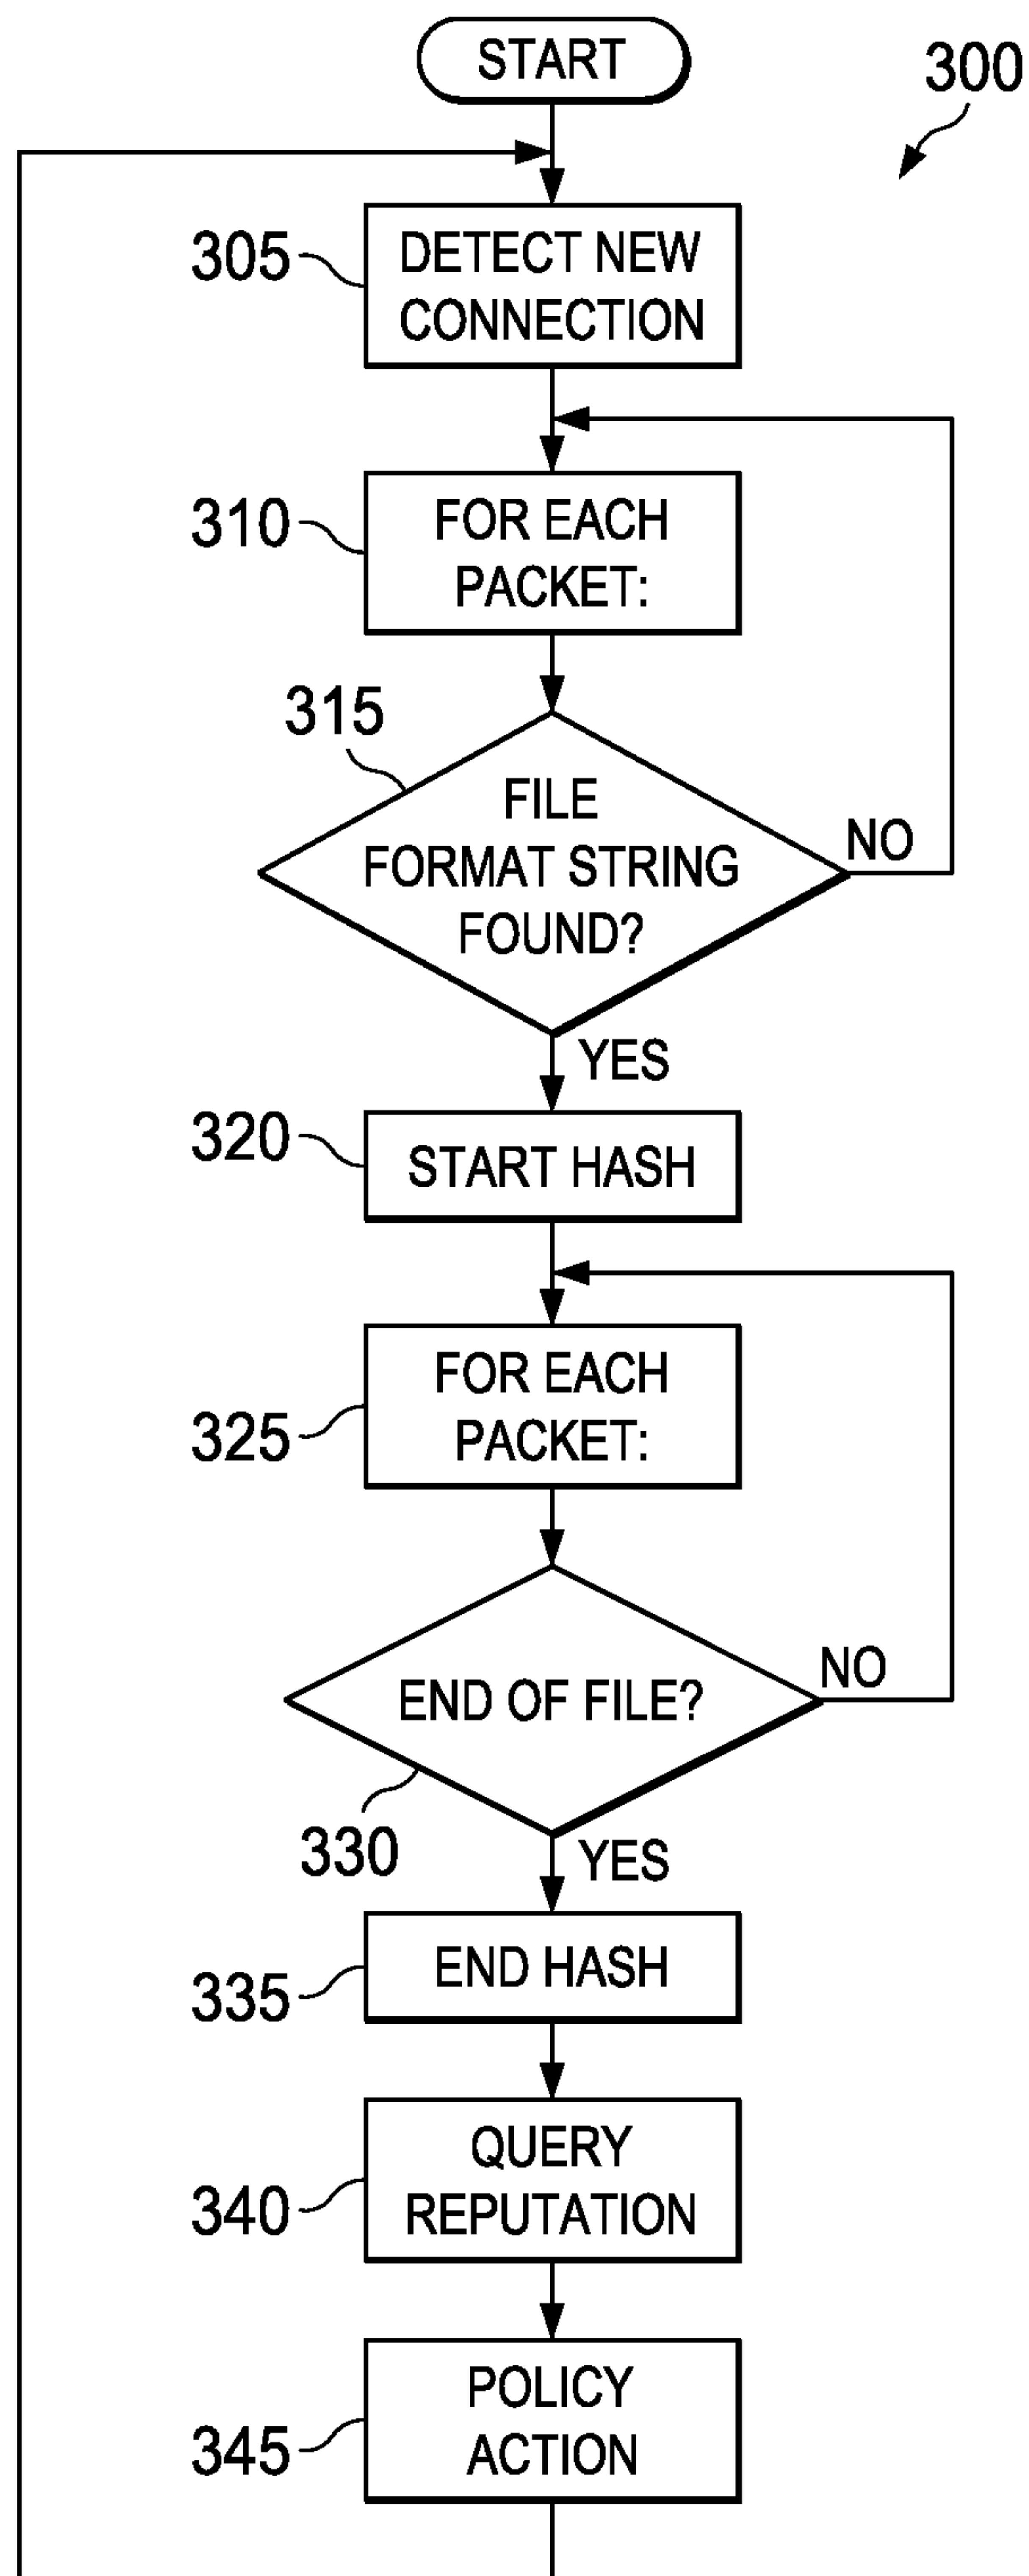 START
300
305
DETECT NEW
CONNECTION
310
FOR EACH
PACKET:
315
FILE
FORMAT STRING
FOUND?
NO
YES
320
START HASH
325
FOR EACH
PACKET:
END OF FILE?
NO
330
YES
335
END HASH
340
QUERY
REPUTATION
345
POLICY
ACTION